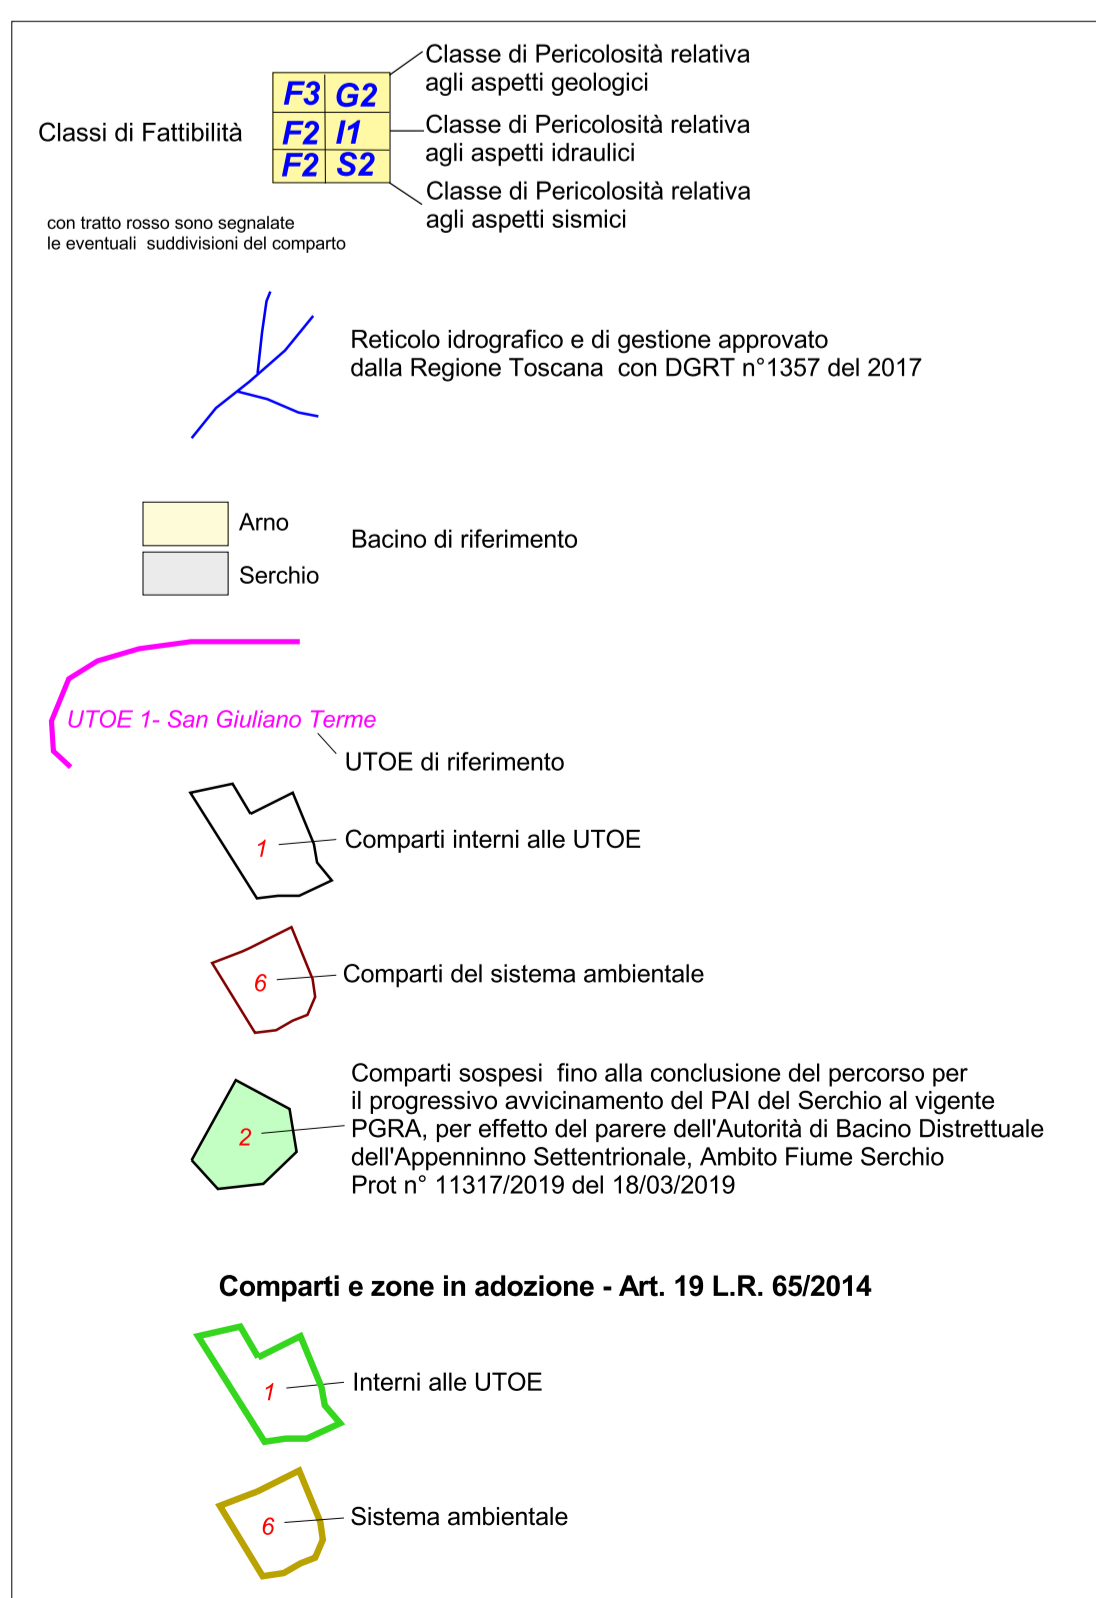 Classe di Pericolosità relativa
agli aspetti geologici
Classi di Fattibilità
F3 G2
F2 I1
F2 S2
Classe di Pericolosità relativa
agli aspetti idraulici
Classe di Pericolosità relativa
agli aspetti sismici
con tratto rosso sono segnalate
le eventuali suddivisioni del comparto
Reticolo idrografico e di gestione approvato
dalla Regione Toscana con DGRT n°1357 del 2017
Arno
Serchio
Bacino di riferimento
UTOE 1- San Giuliano Terme
UTOE di riferimento
1
Comparti interni alle UTOE
6
Comparti del sistema ambientale
2
Comparti sospesi fino alla conclusione del percorso per
il progressivo avvicinamento del PAI del Serchio al vigente
PGRA, per effetto del parere dell'Autorità di Bacino Distrettuale
dell'Appenninno Settentrionale, Ambito Fiume Serchio
Prot n° 11317/2019 del 18/03/2019
Comparti e zone in adozione - Art. 19 L.R. 65/2014
1
Interni alle UTOE
6
Sistema ambientale